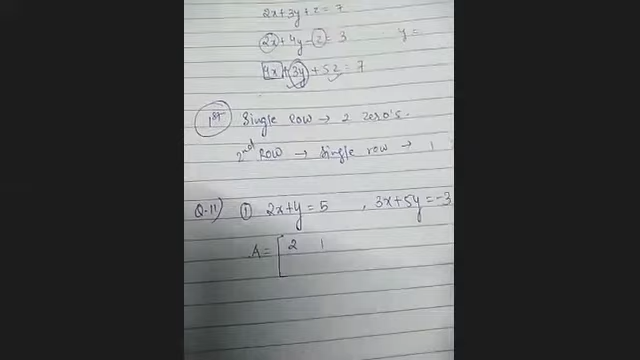 2x+3y+z=7
2x+4y-z=3 y=
4x+3y+5z=7
1st Single Row → 2 zero's.
2nd Row → Single row → 1
Q-11) ① 2x+y=5 , 3x+5y=-3
A=[ 2 1